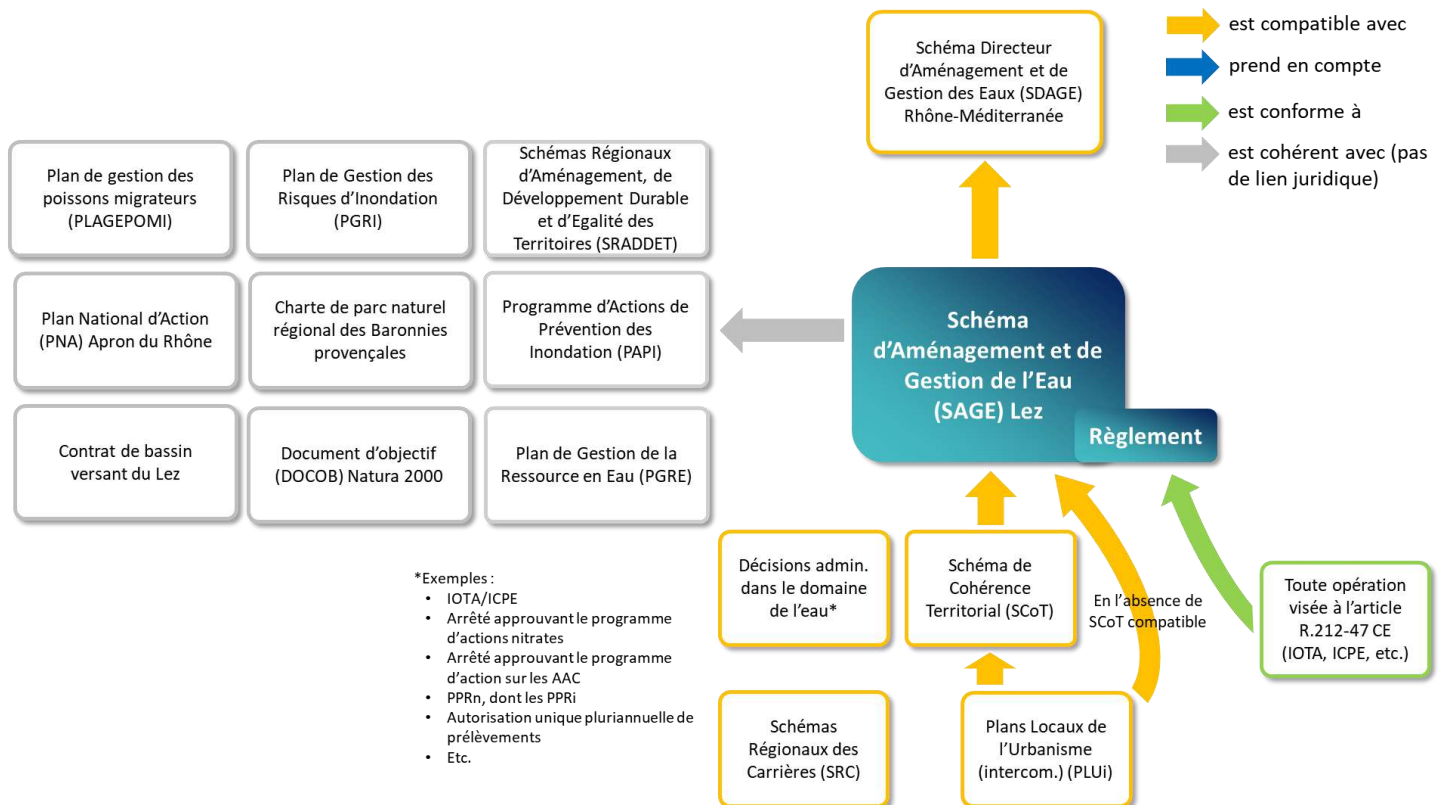 Schéma Directeur
d’Aménagement et de
Gestion des Eaux (SDAGE)
Rhône-Méditerranée
est compatible avec
prend en compte
est conforme à
est cohérent avec (pas
de lien juridique)
Plan de gestion des
poissons migrateurs
(PLAGEPOMI)
Plan de Gestion des
Risques d’Inondation
(PGRI)
Schémas Régionaux
d’Aménagement, de
Développement Durable
et d’Egalité des
Territoires (SRADDET)
Plan National d’Action
(PNA) Apron du Rhône
Charte de parc naturel
régional des Baronnies
provençales
Programme d’Actions de
Prévention des
Inondation (PAPI)
Contrat de bassin
versant du Lez
Document d’objectif
(DOCOB) Natura 2000
Plan de Gestion de la
Ressource en Eau (PGRE)
Schéma
d’Aménagement et de
Gestion de l’Eau
(SAGE) Lez
Règlement
*Exemples :
• IOTA/ICPE
• Arrêté approuvant le programme
d’actions nitrates
• Arrêté approuvant le programme
d’action sur les AAC
• PPRn, dont les PPRi
• Autorisation unique pluriannuelle de
prélèvements
• Etc.
Décisions admin.
dans le domaine
de l’eau*
Schéma de
Cohérence
Territorial (SCoT)
En l’absence de
SCoT compatible
Toute opération
visée à l’article
R.212-47 CE
(IOTA, ICPE, etc.)
Schémas
Régionaux des
Carrières (SRC)
Plans Locaux de
l’Urbanisme
(intercom.) (PLUi)